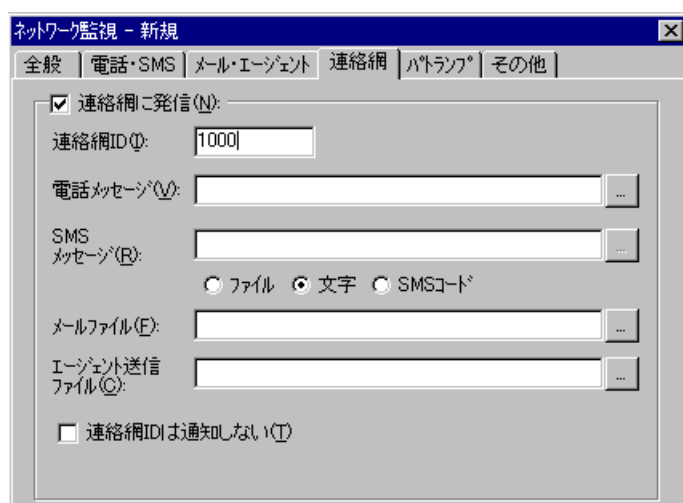 ネットワーク監視 - 新規
全般 電話・SMS メール・エージェント 連絡網 パトランプ その他
連絡網に発信(N):
連絡網ID(I): 1000
電話メッセージ(V): ...
SMS
メッセージ(R): ...
ファイル 文字 SMSコード
メールファイル(F): ...
エージェント送信
ファイル(C): ...
連絡網IDは通知しない(T)